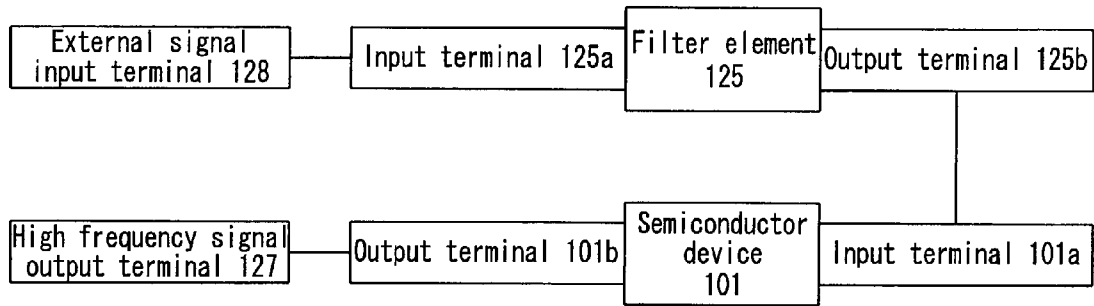 External signal
input terminal 128
Input terminal 125a
Filter element
125
Output terminal 125b
High frequency signal
output terminal 127
Output terminal 101b
Semiconductor
device
101
Input terminal 101a